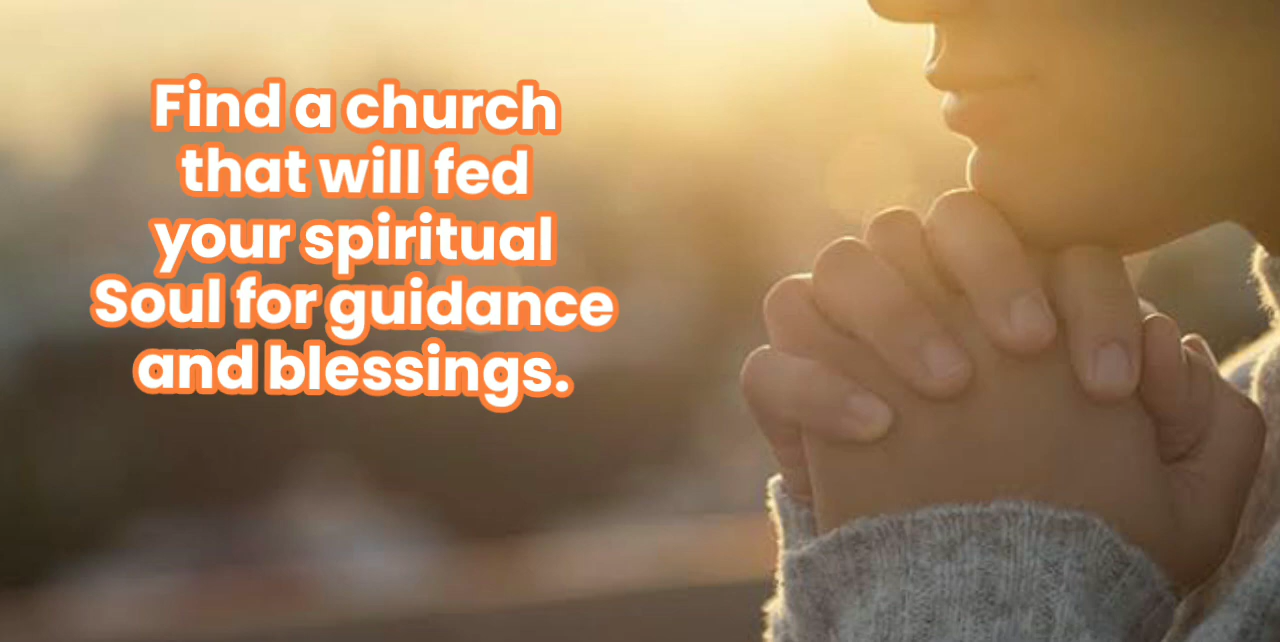 Find a church
that will fed
your spiritual
Soul for guidance
and blessings.